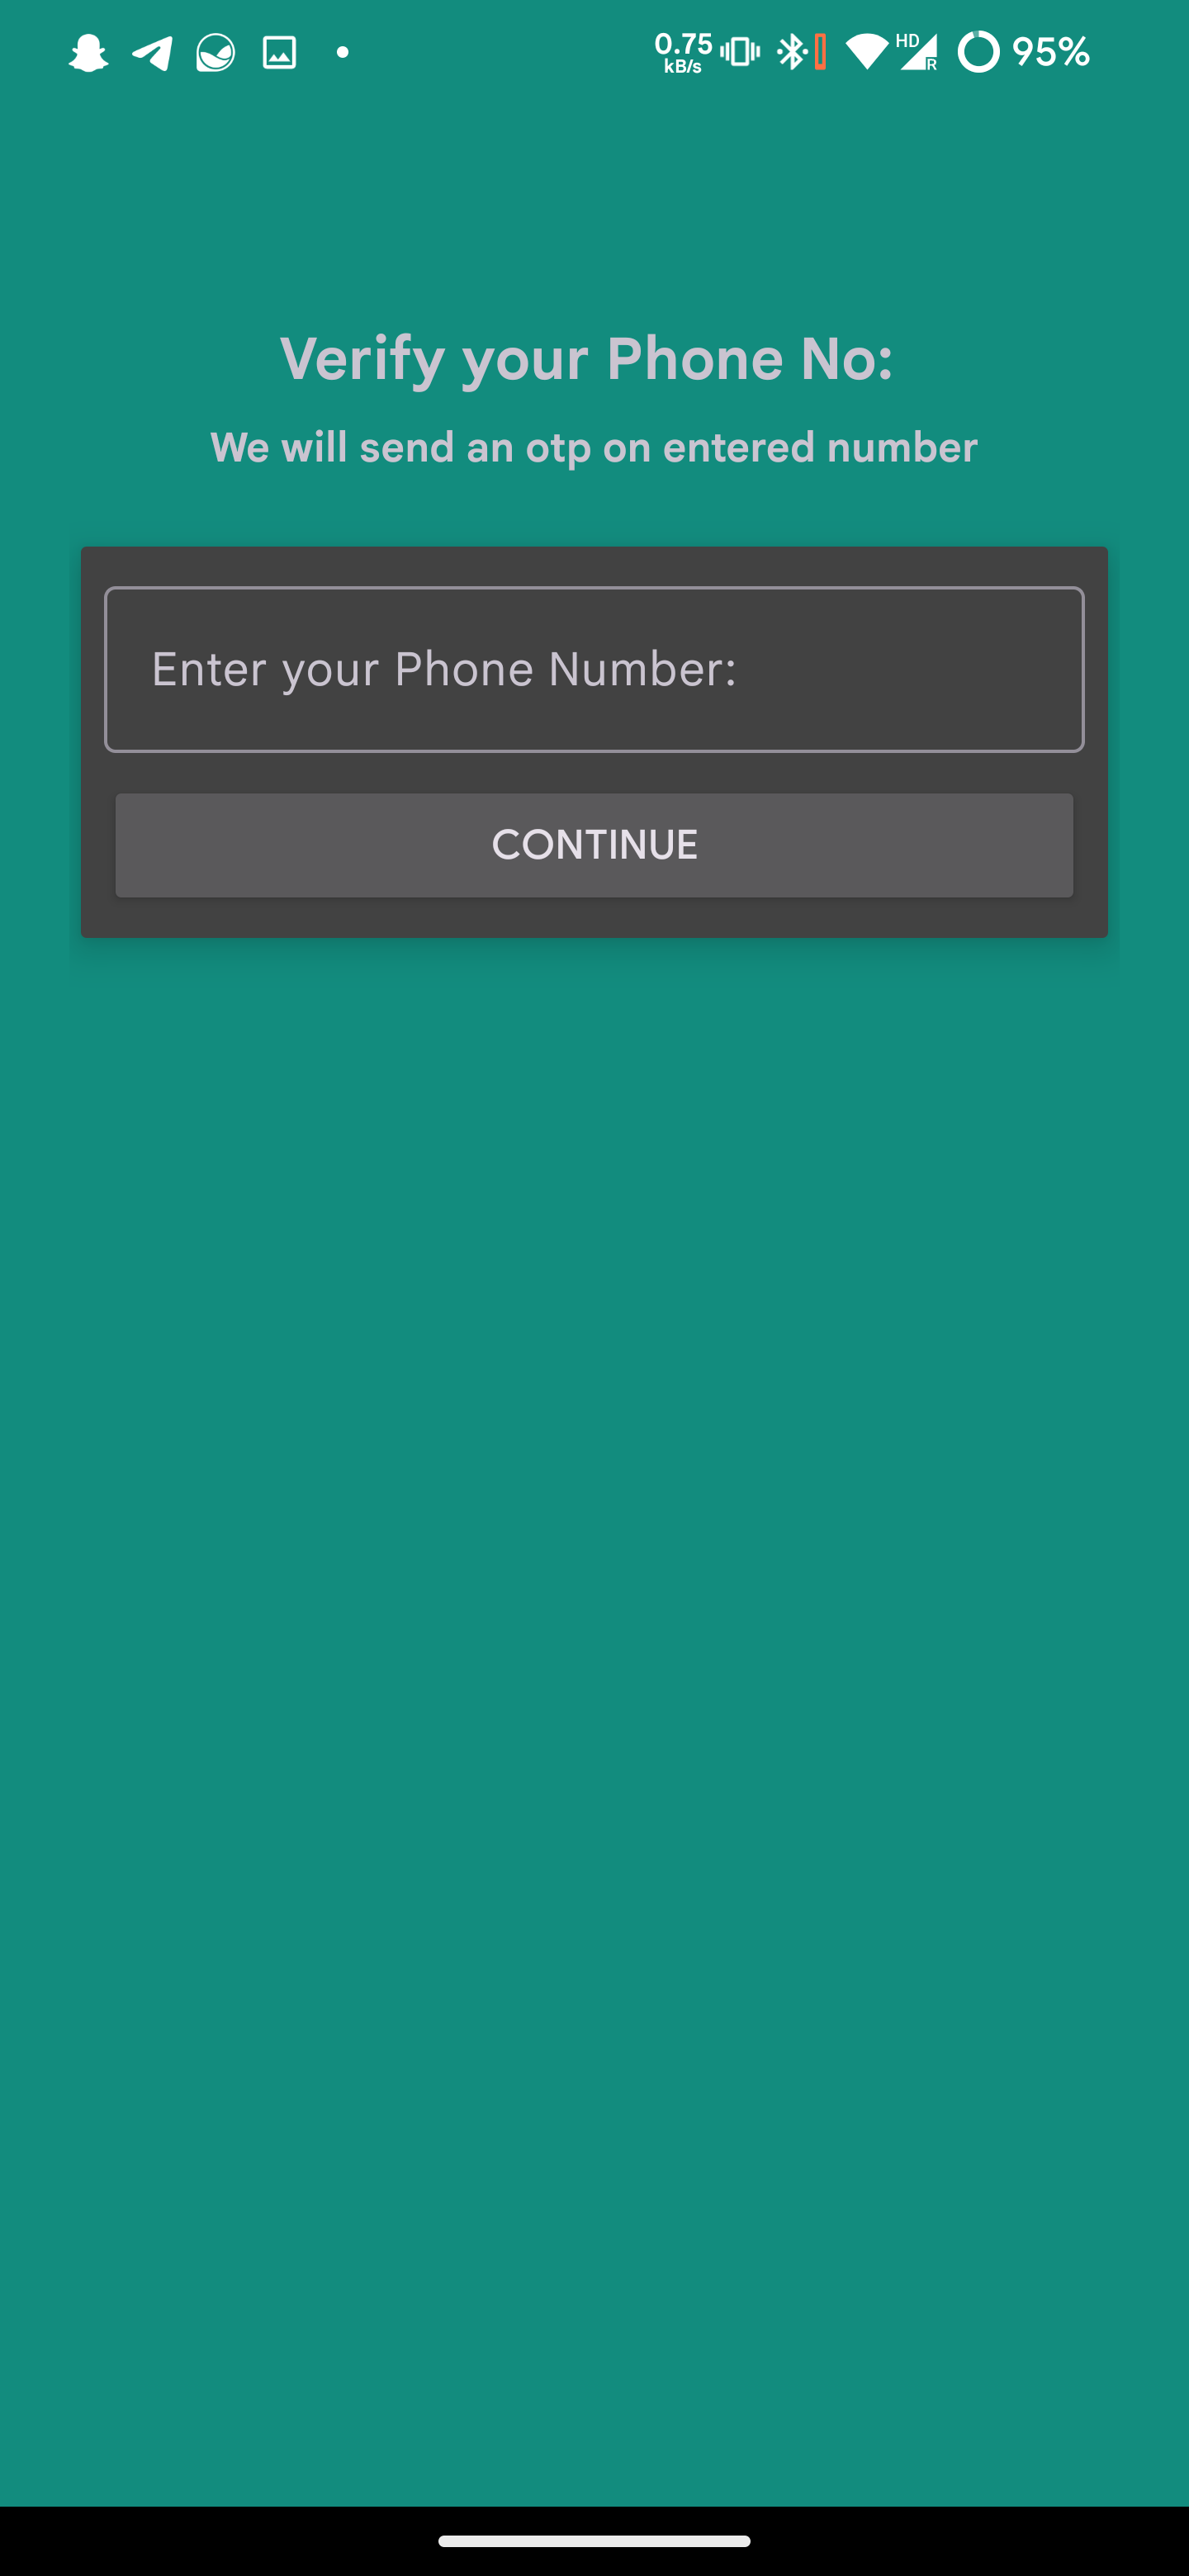 0.75
kB/s
HD
R
95%
Verify your Phone No:
We will send an otp on entered number
Enter your Phone Number:
CONTINUE